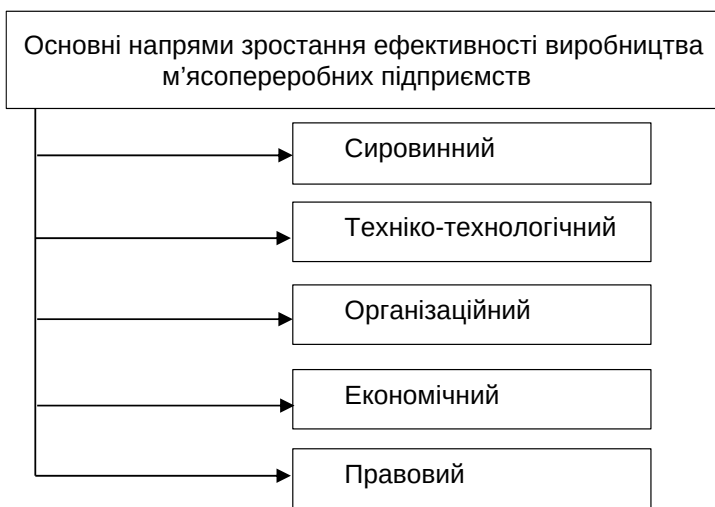 Основні напрями зростання ефективності виробництва
м’ясопереробних підприємств
Сировинний
Техніко-технологічний
Організаційний
Економічний
Правовий